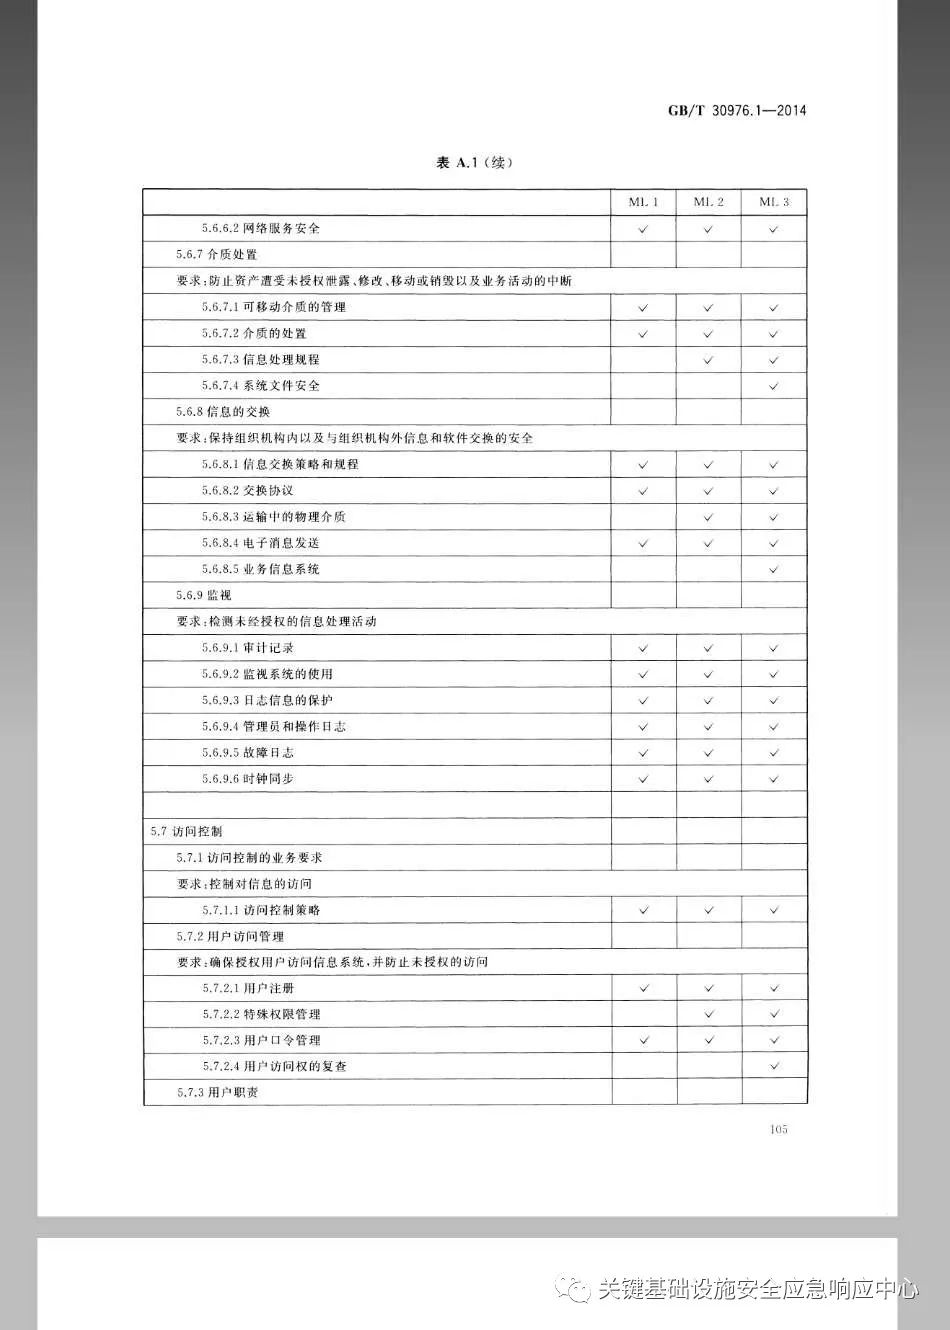 GB/T 30976.1—2014
表 A.1（续）
ML 1 ML 2 ML 3
5.6.6.2 网络服务安全 ✓ ✓ ✓
5.6.7 介质处置
要求:防止资产遭受未授权泄露、修改、移动或销毁以及业务活动的中断
5.6.7.1 可移动介质的管理 ✓ ✓ ✓
5.6.7.2 介质的处置 ✓ ✓ ✓
5.6.7.3 信息处理规程 ✓ ✓
5.6.7.4 系统文件安全 ✓
5.6.8 信息的交换
要求:保持组织机构内以及与组织机构外信息和软件交换的安全
5.6.8.1 信息交换策略和规程 ✓ ✓ ✓
5.6.8.2 交换协议 ✓ ✓ ✓
5.6.8.3 运输中的物理介质 ✓ ✓
5.6.8.4 电子消息发送 ✓ ✓ ✓
5.6.8.5 业务信息系统 ✓
5.6.9 监视
要求:检测未经授权的信息处理活动
5.6.9.1 审计记录 ✓ ✓ ✓
5.6.9.2 监视系统的使用 ✓ ✓ ✓
5.6.9.3 日志信息的保护 ✓ ✓ ✓
5.6.9.4 管理员和操作日志 ✓ ✓ ✓
5.6.9.5 故障日志 ✓ ✓ ✓
5.6.9.6 时钟同步 ✓ ✓ ✓
5.7 访问控制
5.7.1 访问控制的业务要求
要求:控制对信息的访问
5.7.1.1 访问控制策略 ✓ ✓ ✓
5.7.2 用户访问管理
要求:确保授权用户访问信息系统,并防止未授权的访问
5.7.2.1 用户注册 ✓ ✓ ✓
5.7.2.2 特殊权限管理 ✓ ✓
5.7.2.3 用户口令管理 ✓ ✓ ✓
5.7.2.4 用户访问权的复查 ✓
5.7.3 用户职责
105
关键基础设施安全应急响应中心